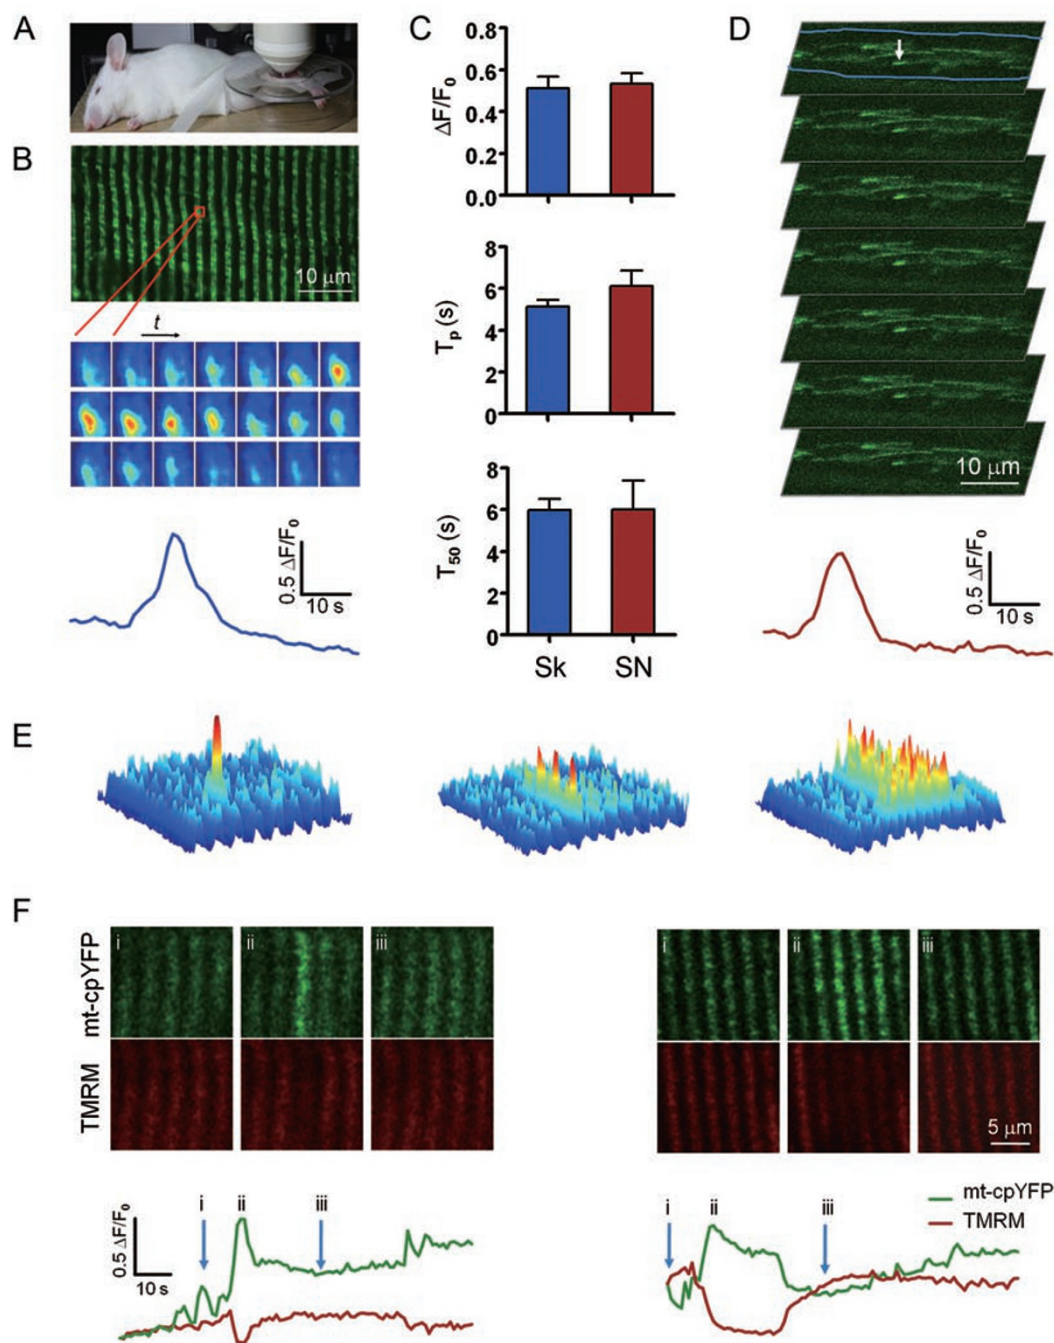 A
B
10 μm
t
0.5 ΔF/F0
10 s
C
ΔF/F0
0.8
0.6
0.4
0.2
0.0
Tp (s)
8
6
4
2
0
T50 (s)
8
6
4
2
0
Sk
SN
D
10 μm
0.5 ΔF/F0
10 s
E
F
mt-cpYFP
i
ii
iii
TMRM
i
ii
iii
5 μm
0.5 ΔF/F0
10 s
i
ii
iii
i
ii
iii
mt-cpYFP
TMRM